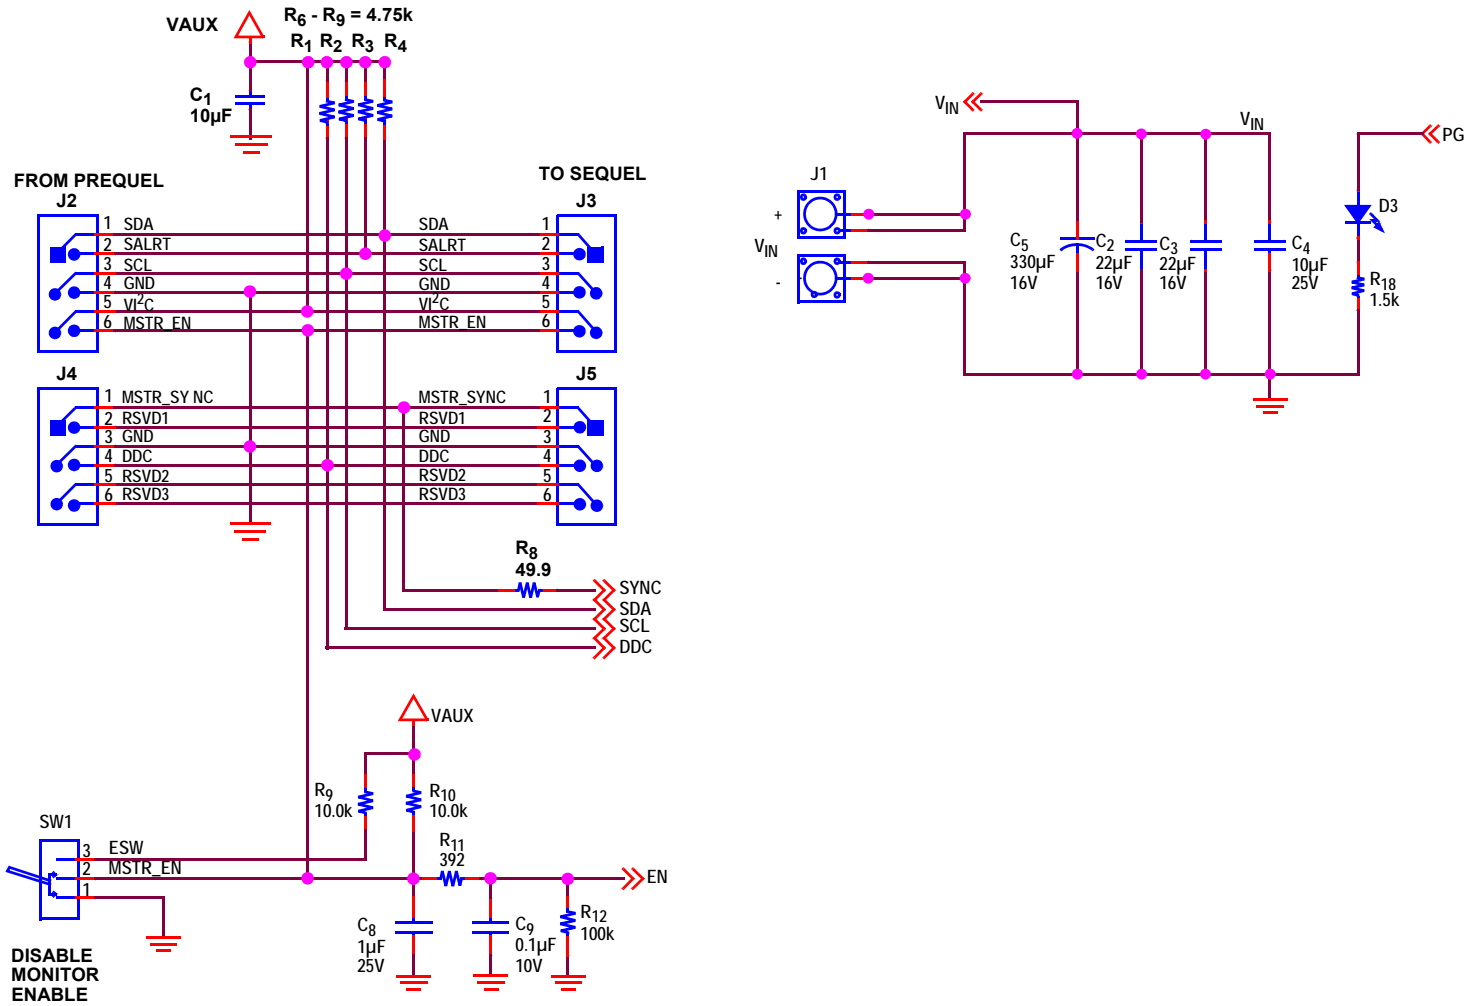 VAUX
R6 - R9 = 4.75k
R1 R2 R3 R4
C1
10µF
FROM PREQUEL
TO SEQUEL
J2
J3
1 SDA
SDA 1
2 SALRT
SALRT 2
3 SCL
SCL 3
4 GND
GND 4
5 VI2C
VI2C 5
6 MSTR_EN
MSTR_EN 6
J4
J5
1 MSTR_SY NC
MSTR_SYNC 1
2 RSVD1
RSVD1 2
3 GND
GND 3
4 DDC
DDC 4
5 RSVD2
RSVD2 5
6 RSVD3
RSVD3 6
R8
49.9
SYNC
SDA
SCL
DDC
VAUX
R9
10.0k
R10
10.0k
SW1
3 ESW
2 MSTR_EN
1
R11
392
EN
C8
1µF
25V
C9
0.1µF
10V
R12
100k
DISABLE
MONITOR
ENABLE
VIN
VIN
PG
J1
+
VIN
-
-
C5
330µF
16V
C2
22µF
16V
C3
22µF
16V
C4
10µF
25V
D3
R18
1.5k